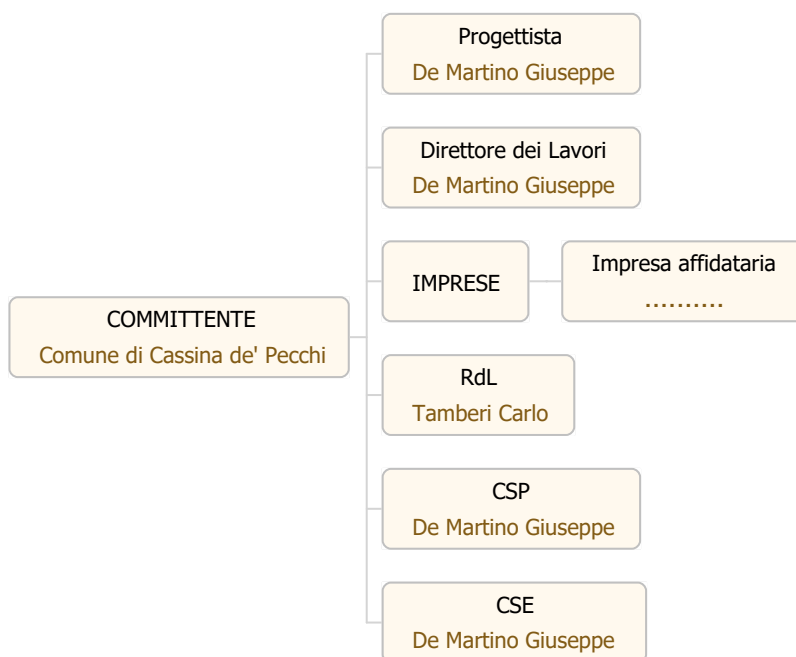 Progettista
De Martino Giuseppe
Direttore dei Lavori
De Martino Giuseppe
IMPRESE
Impresa affidataria
..........
COMMITTENTE
Comune di Cassina de' Pecchi
RdL
Tamberi Carlo
CSP
De Martino Giuseppe
CSE
De Martino Giuseppe